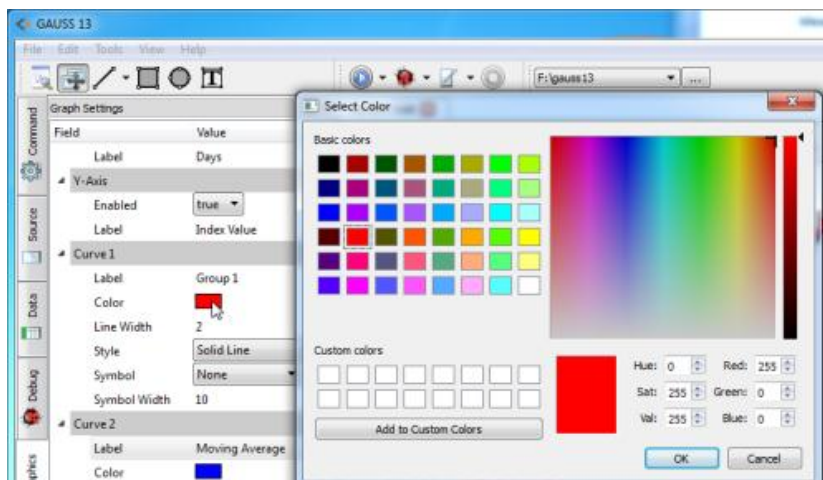 GAUSS 13
File Edit Tools View Help
F:\gauss13 ...
Command
Source
Data
Debug
Graph Settings
Field Value
Label Days
Y-Axis
Enabled true
Label Index Value
Curve 1
Label Group 1
Color
Line Width 2
Style Solid Line
Symbol None
Symbol Width 10
Curve 2
Label Moving Average
Color
Select Color
Basic colors
Custom colors
Add to Custom Colors
Hue: 0 Red: 255
Sat: 255 Green: 0
Val: 255 Blue: 0
OK Cancel